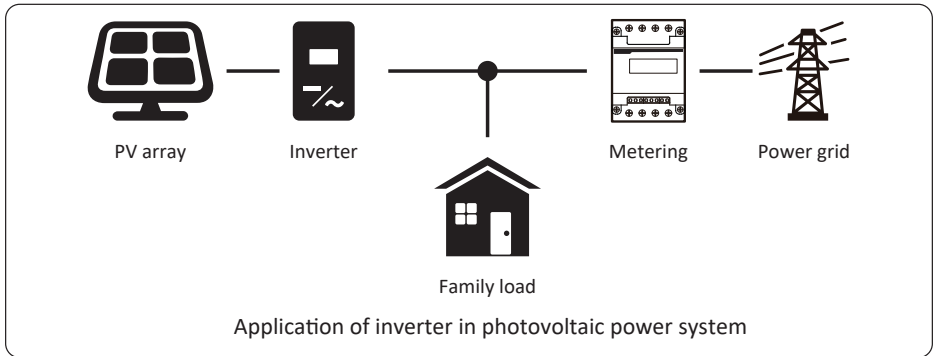 PV array
Inverter
Metering
Power grid
Family load
Application of inverter in photovoltaic power system